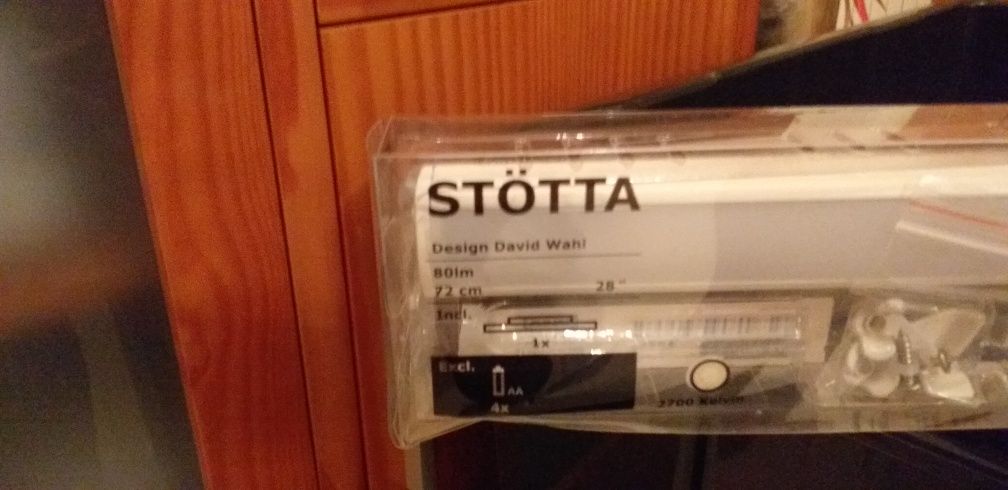 STÖTTA
Design David Wahl
80lm
72 cm 28"
Incl.
1x
Excl.
AA
4x
2700 Kelvin